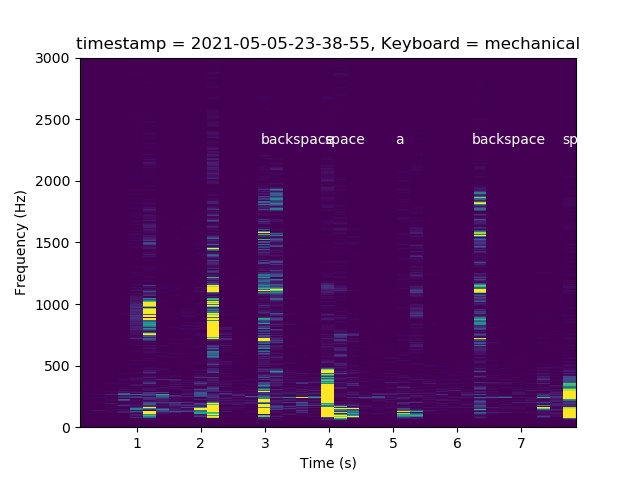 timestamp = 2021-05-05-23-38-55, Keyboard = mechanical
3000
2500
backspace space a backspace sp
2000
1500
1000
500
0
Frequency (Hz)
1 2 3 4 5 6 7
Time (s)